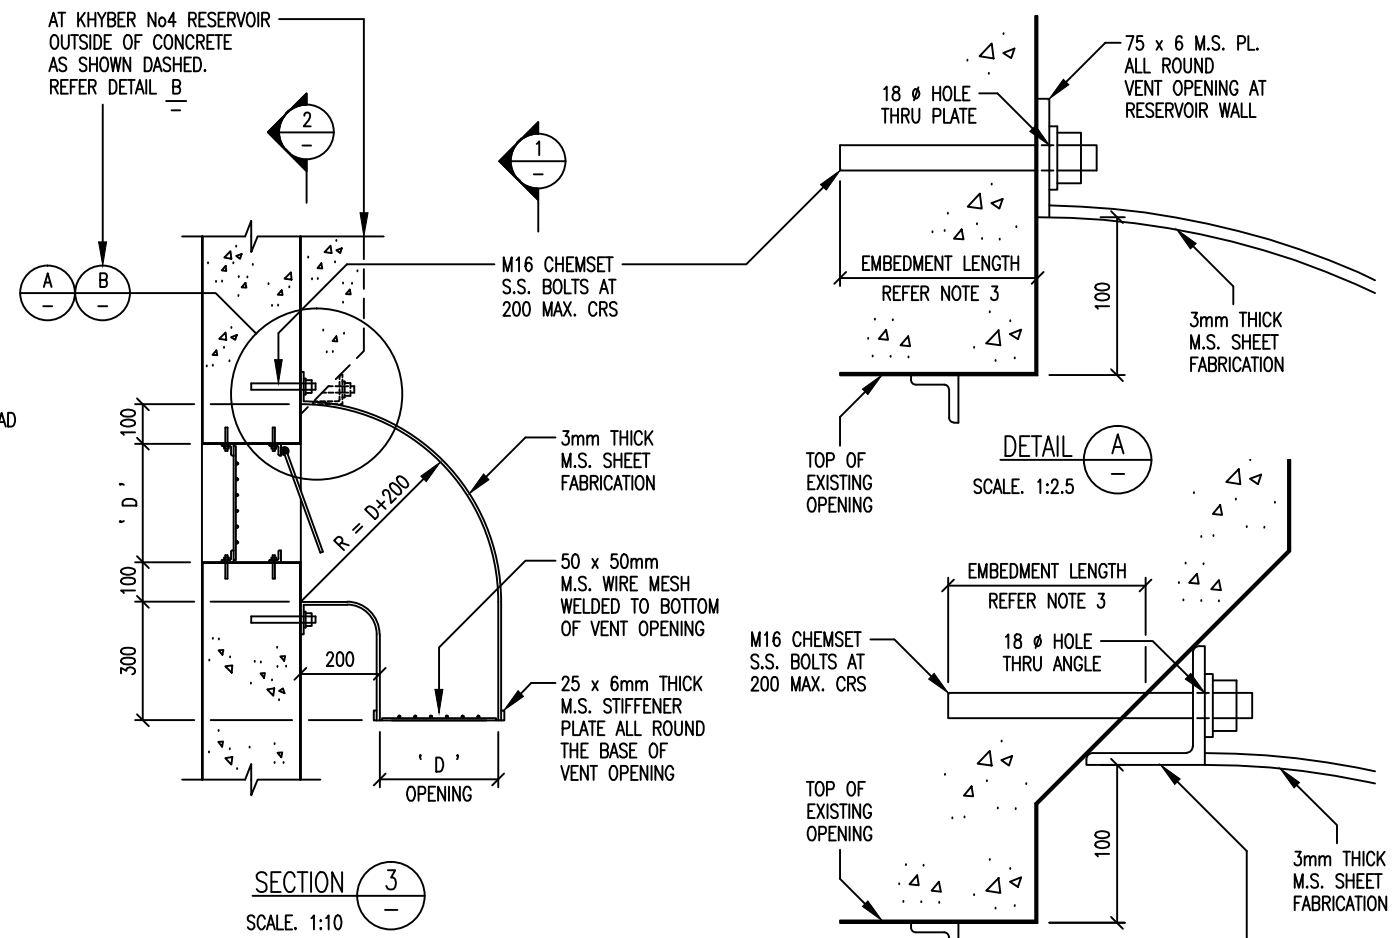 AT KHYBER No4 RESERVOIR
OUTSIDE OF CONCRETE
AS SHOWN DASHED.
REFER DETAIL B
–
2
–
1
–
A
–
B
–
M16 CHEMSET
S.S. BOLTS AT
200 MAX. CRS
AD
100
' D '
100
300
200
R = D+200
3mm THICK
M.S. SHEET
FABRICATION
50 x 50mm
M.S. WIRE MESH
WELDED TO BOTTOM
OF VENT OPENING
25 x 6mm THICK
M.S. STIFFENER
PLATE ALL ROUND
THE BASE OF
VENT OPENING
' D '
OPENING
SECTION 3
–
SCALE. 1:10
75 x 6 M.S. PL.
ALL ROUND
VENT OPENING AT
RESERVOIR WALL
18 ø HOLE
THRU PLATE
EMBEDMENT LENGTH
REFER NOTE 3
100
3mm THICK
M.S. SHEET
FABRICATION
TOP OF
EXISTING
OPENING
DETAIL A
–
SCALE. 1:2.5
EMBEDMENT LENGTH
REFER NOTE 3
M16 CHEMSET
S.S. BOLTS AT
200 MAX. CRS
18 ø HOLE
THRU ANGLE
TOP OF
EXISTING
OPENING
100
3mm THICK
M.S. SHEET
FABRICATION